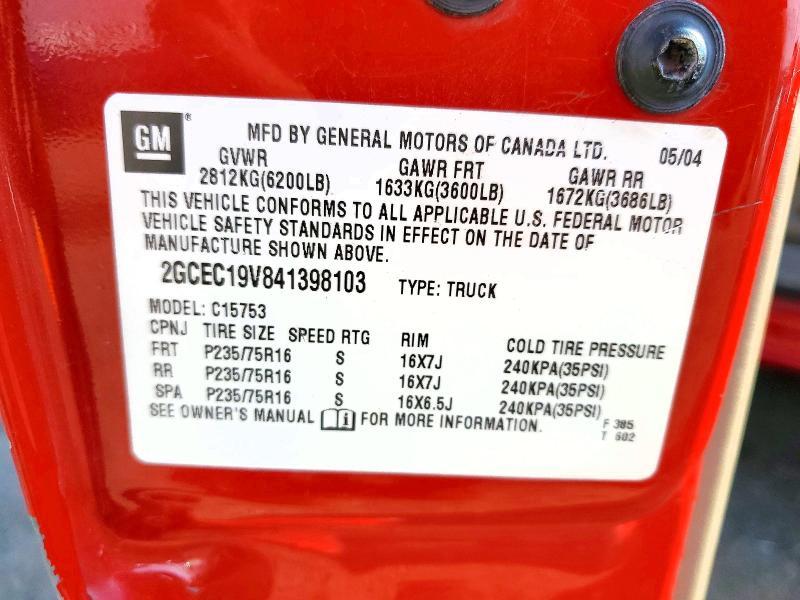 GM ® MFD BY GENERAL MOTORS OF CANADA LTD. 05/04
GVWR GAWR FRT GAWR RR
2812KG(6200LB) 1633KG(3600LB) 1672KG(3686LB)
THIS VEHICLE CONFORMS TO ALL APPLICABLE U.S. FEDERAL MOTOR
VEHICLE SAFETY STANDARDS IN EFFECT ON THE DATE OF
MANUFACTURE SHOWN ABOVE.
2GCEC19V841398103 TYPE: TRUCK
MODEL: C15753
CPNJ TIRE SIZE SPEED RTG RIM COLD TIRE PRESSURE
FRT P235/75R16 S 16X7J 240KPA(35PSI)
RR P235/75R16 S 16X7J 240KPA(35PSI)
SPA P235/75R16 S 16X6.5J 240KPA(35PSI)
SEE OWNER'S MANUAL i FOR MORE INFORMATION. F 385
T 602